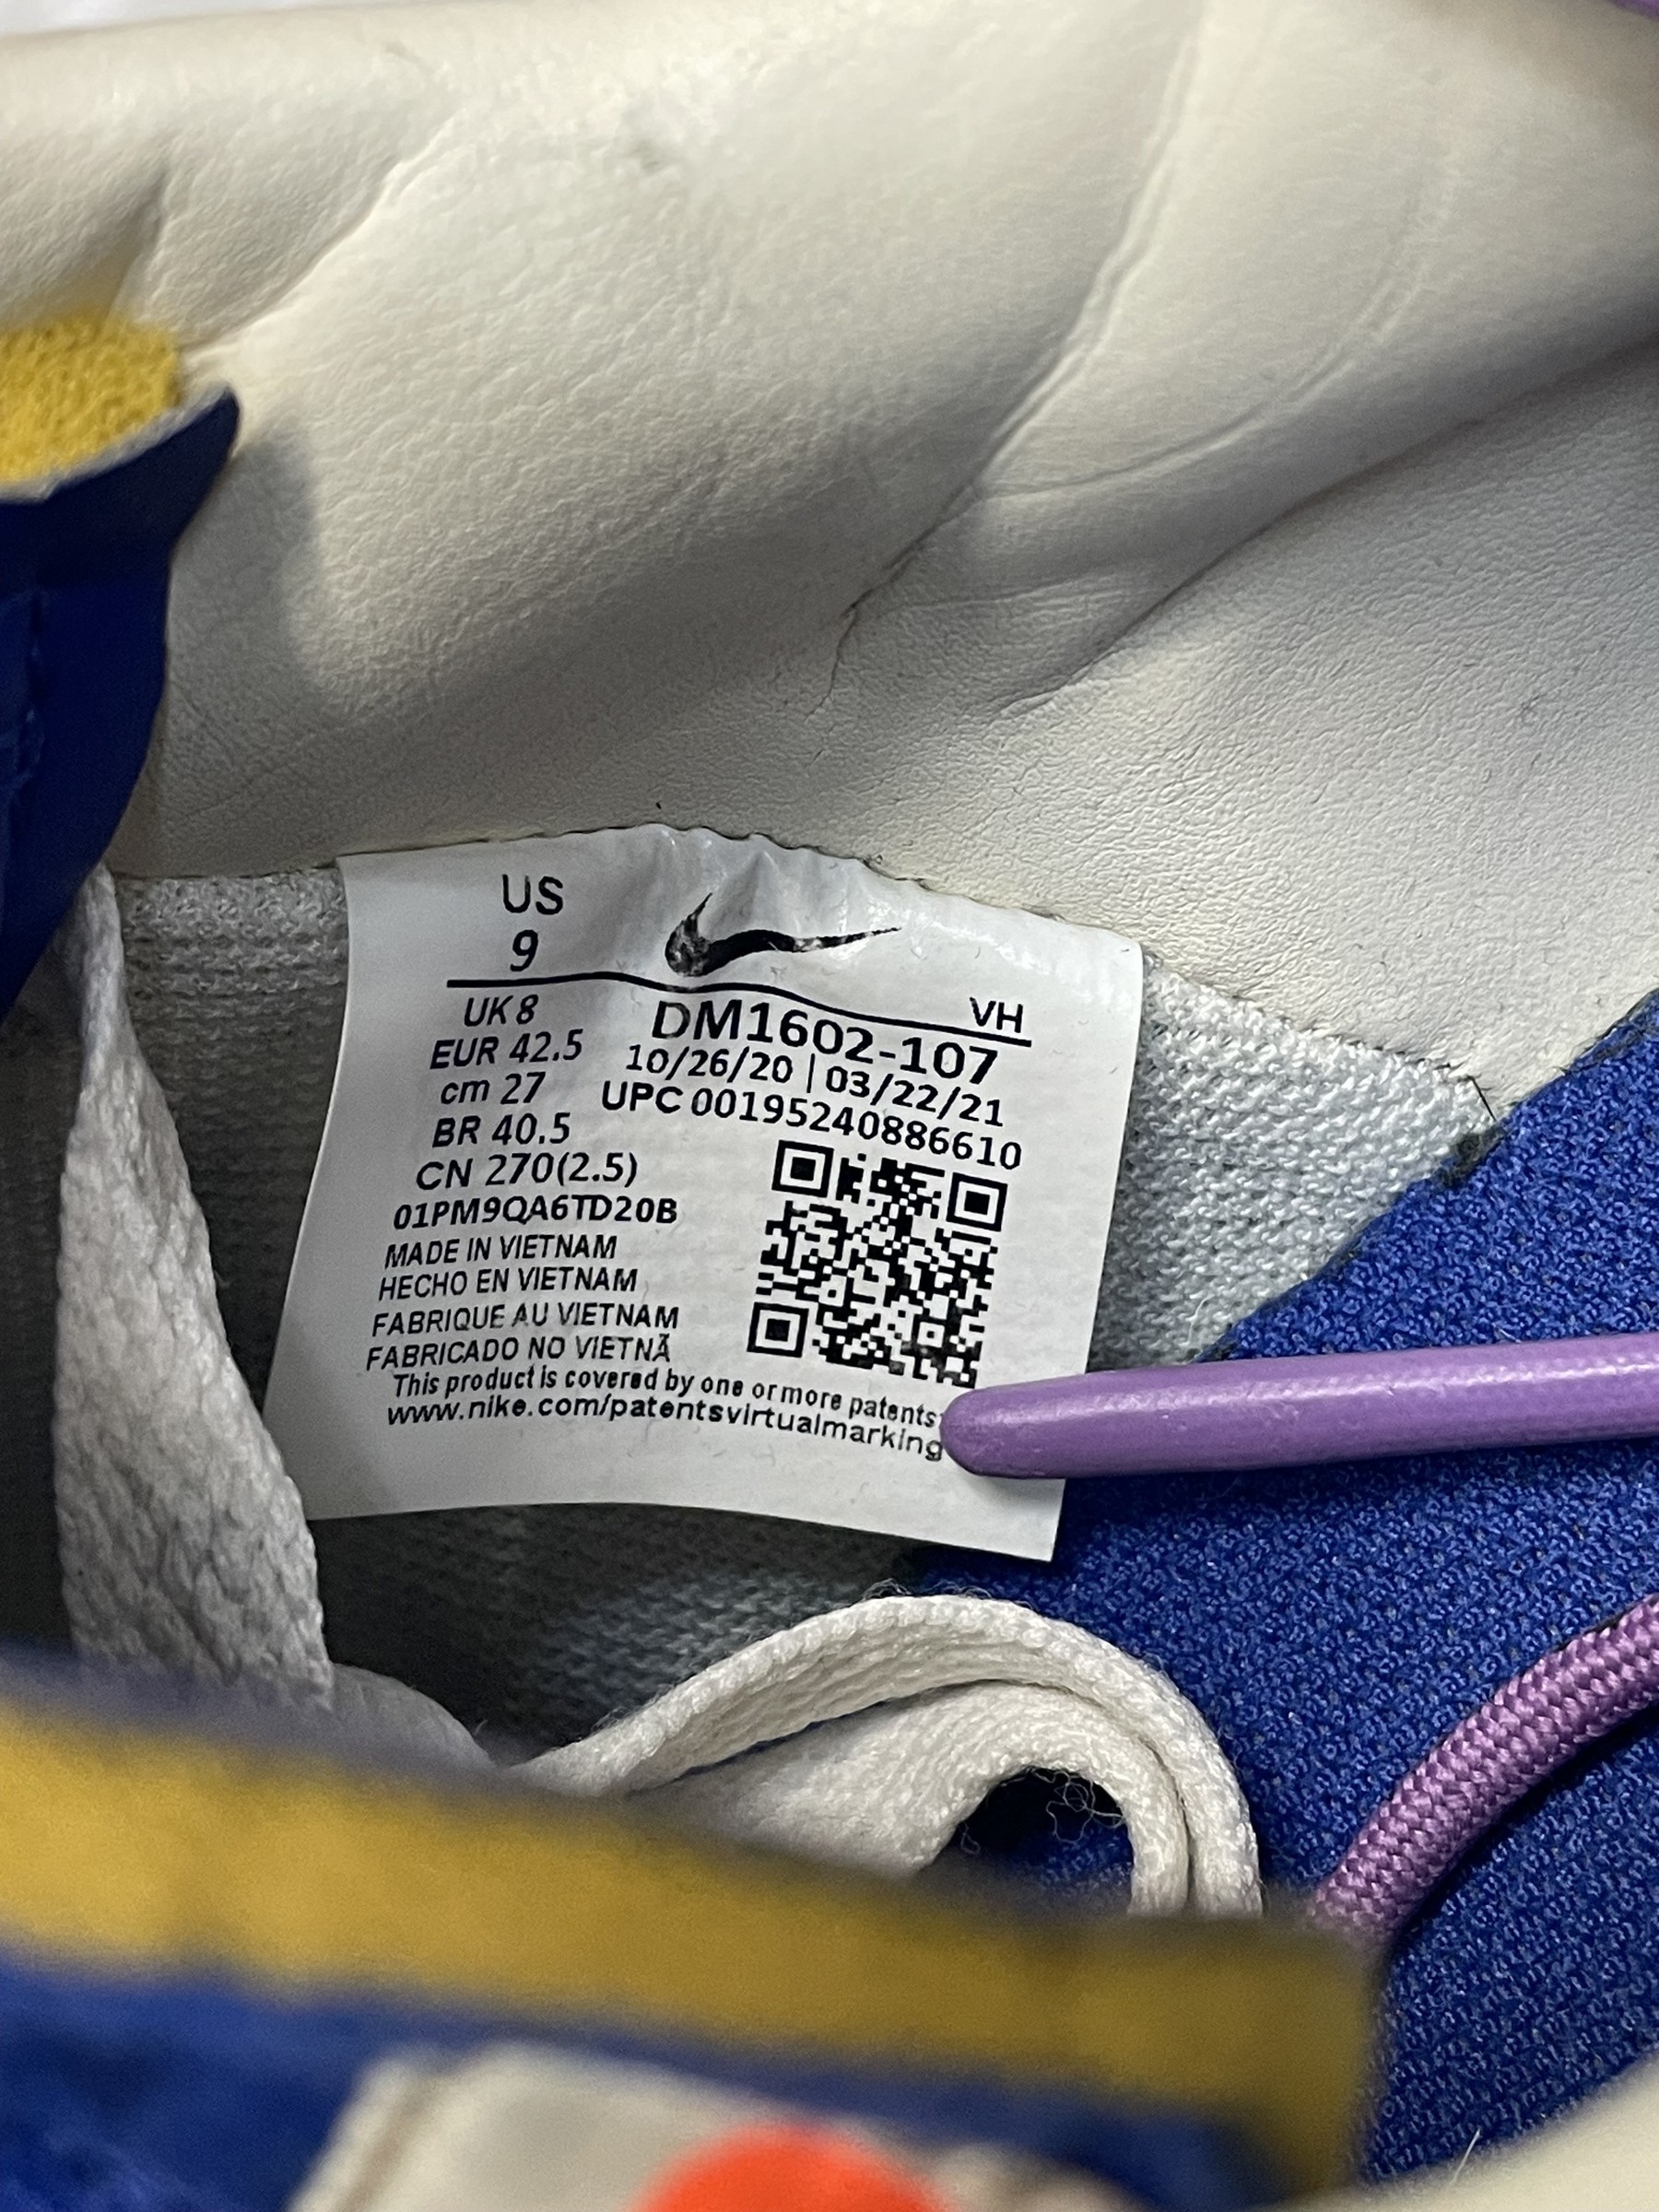 US
9
VH
UK 8
EUR 42.5
cm 27
BR 40.5
CN 270(2.5)
01PM9QA6TD20B
DM1602-107
10/26/20 | 03/22/21
UPC 00195240886610
MADE IN VIETNAM
HECHO EN VIETNAM
FABRIQUE AU VIETNAM
FABRICADO NO VIETNÃ
This product is covered by one or more patents:
www.nike.com/patentsvirtualmarking